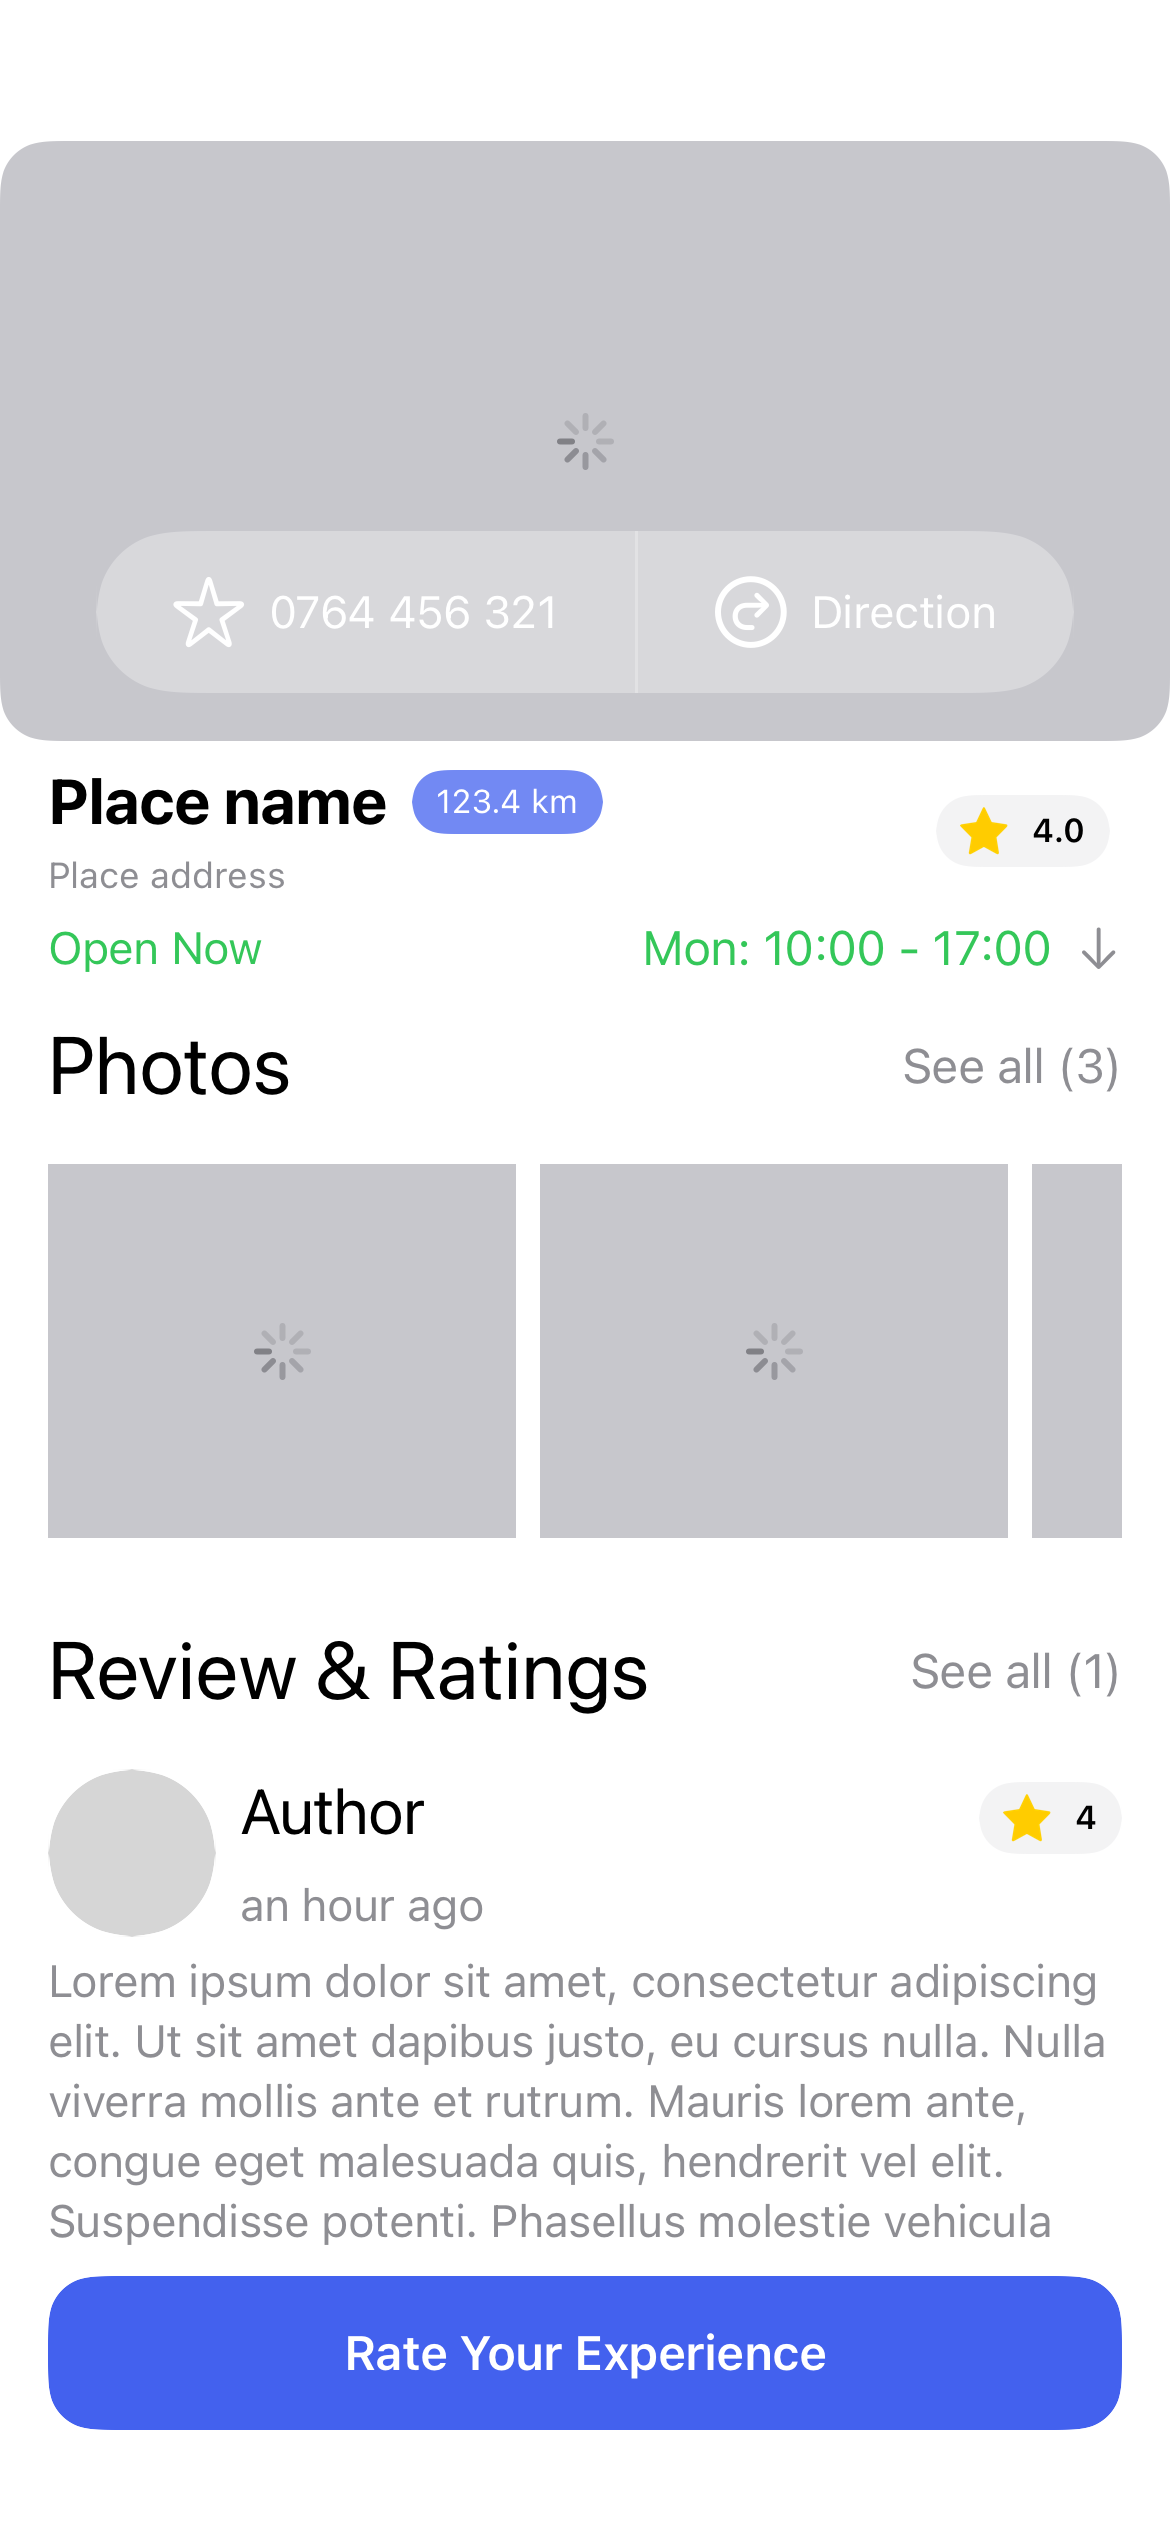 0764 456 321
Direction
Place name
123.4 km
4.0
Place address
Open Now
Mon: 10:00 - 17:00
Photos
See all (3)
Review & Ratings
See all (1)
Author
4
an hour ago
Lorem ipsum dolor sit amet, consectetur adipiscing
elit. Ut sit amet dapibus justo, eu cursus nulla. Nulla
viverra mollis ante et rutrum. Mauris lorem ante,
congue eget malesuada quis, hendrerit vel elit.
Suspendisse potenti. Phasellus molestie vehicula
Rate Your Experience